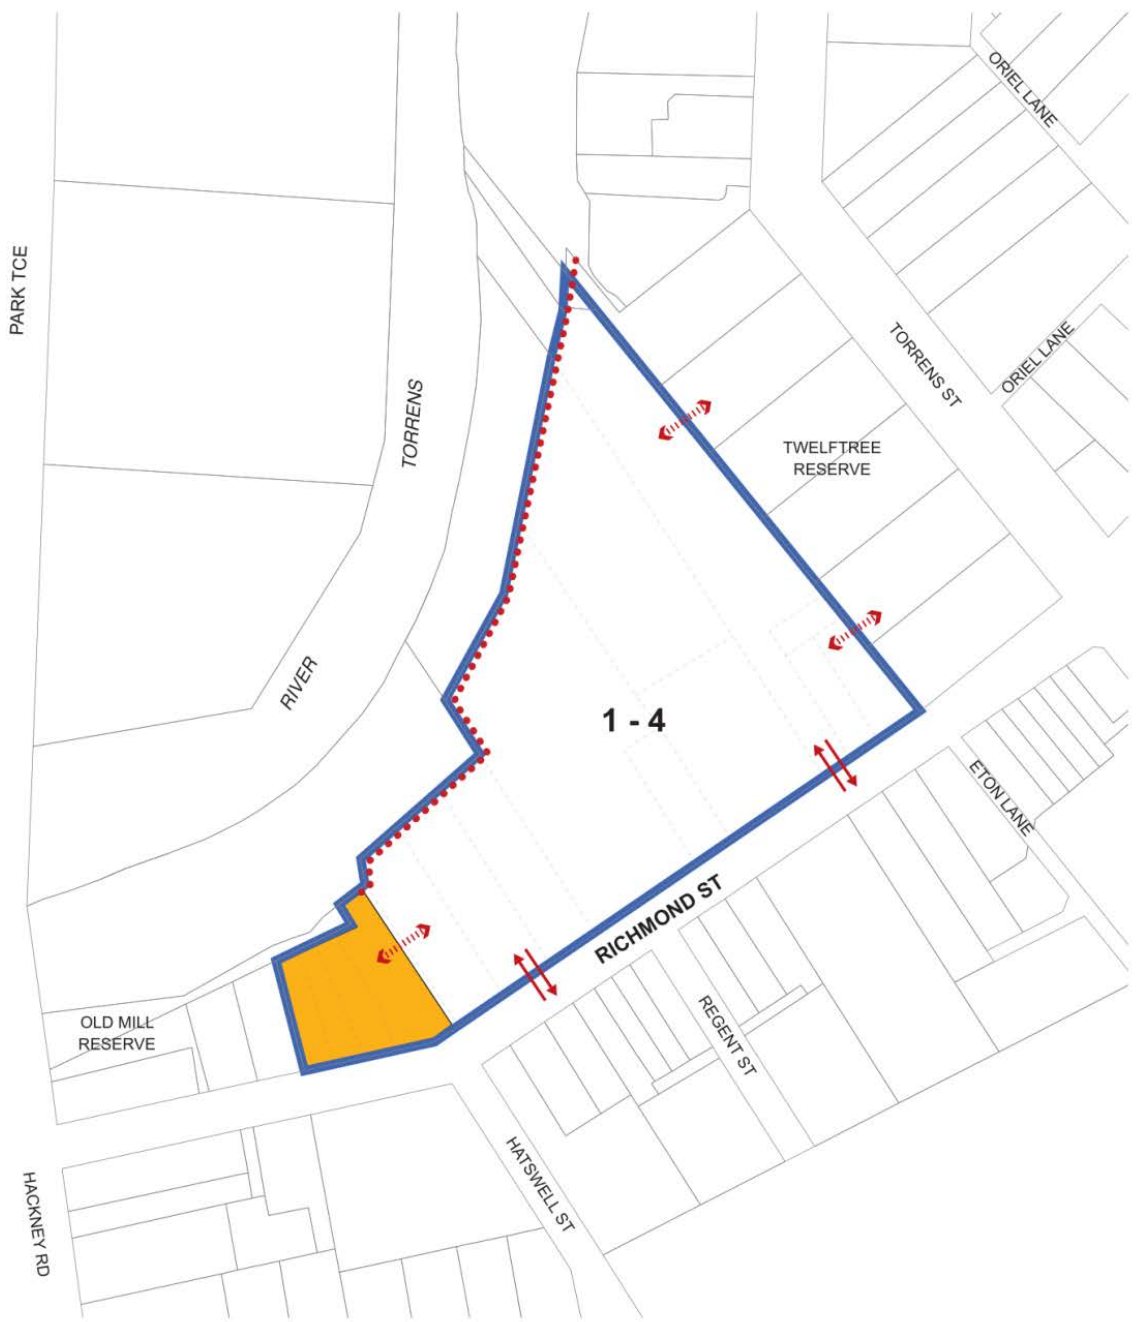 ORIEL LANE
PARK TCE
TORRENS ST
ORIEL LANE
TORRENS
TWELFTREE
RESERVE
RIVER
1 - 4
ETON LANE
RICHMOND ST
OLD MILL
RESERVE
REGENT ST
HATSWELL ST
HACKNEY RD